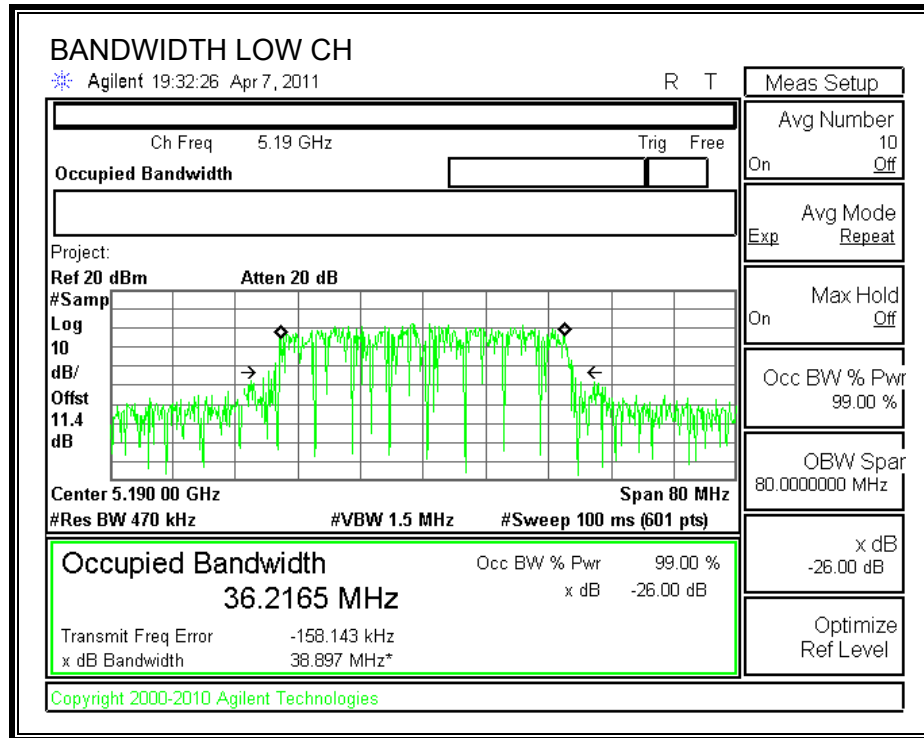 BANDWIDTH LOW CH
Agilent 19:32:26 Apr 7, 2011 R T
Ch Freq 5.19 GHz Trig Free
Occupied Bandwidth
Project:
Ref 20 dBm Atten 20 dB
#Samp
Log
10
dB/
Offst
11.4
dB
Center 5.190 00 GHz Span 80 MHz
#Res BW 470 kHz #VBW 1.5 MHz #Sweep 100 ms (601 pts)
Occupied Bandwidth Occ BW % Pwr 99.00 %
36.2165 MHz x dB -26.00 dB
Transmit Freq Error -158.143 kHz
x dB Bandwidth 38.897 MHz*
Copyright 2000-2010 Agilent Technologies
Meas Setup
Avg Number
10
On Off
Avg Mode
Exp Repeat
Max Hold
On Off
Occ BW % Pwr
99.00 %
OBW Span
80.0000000 MHz
x dB
-26.00 dB
Optimize
Ref Level